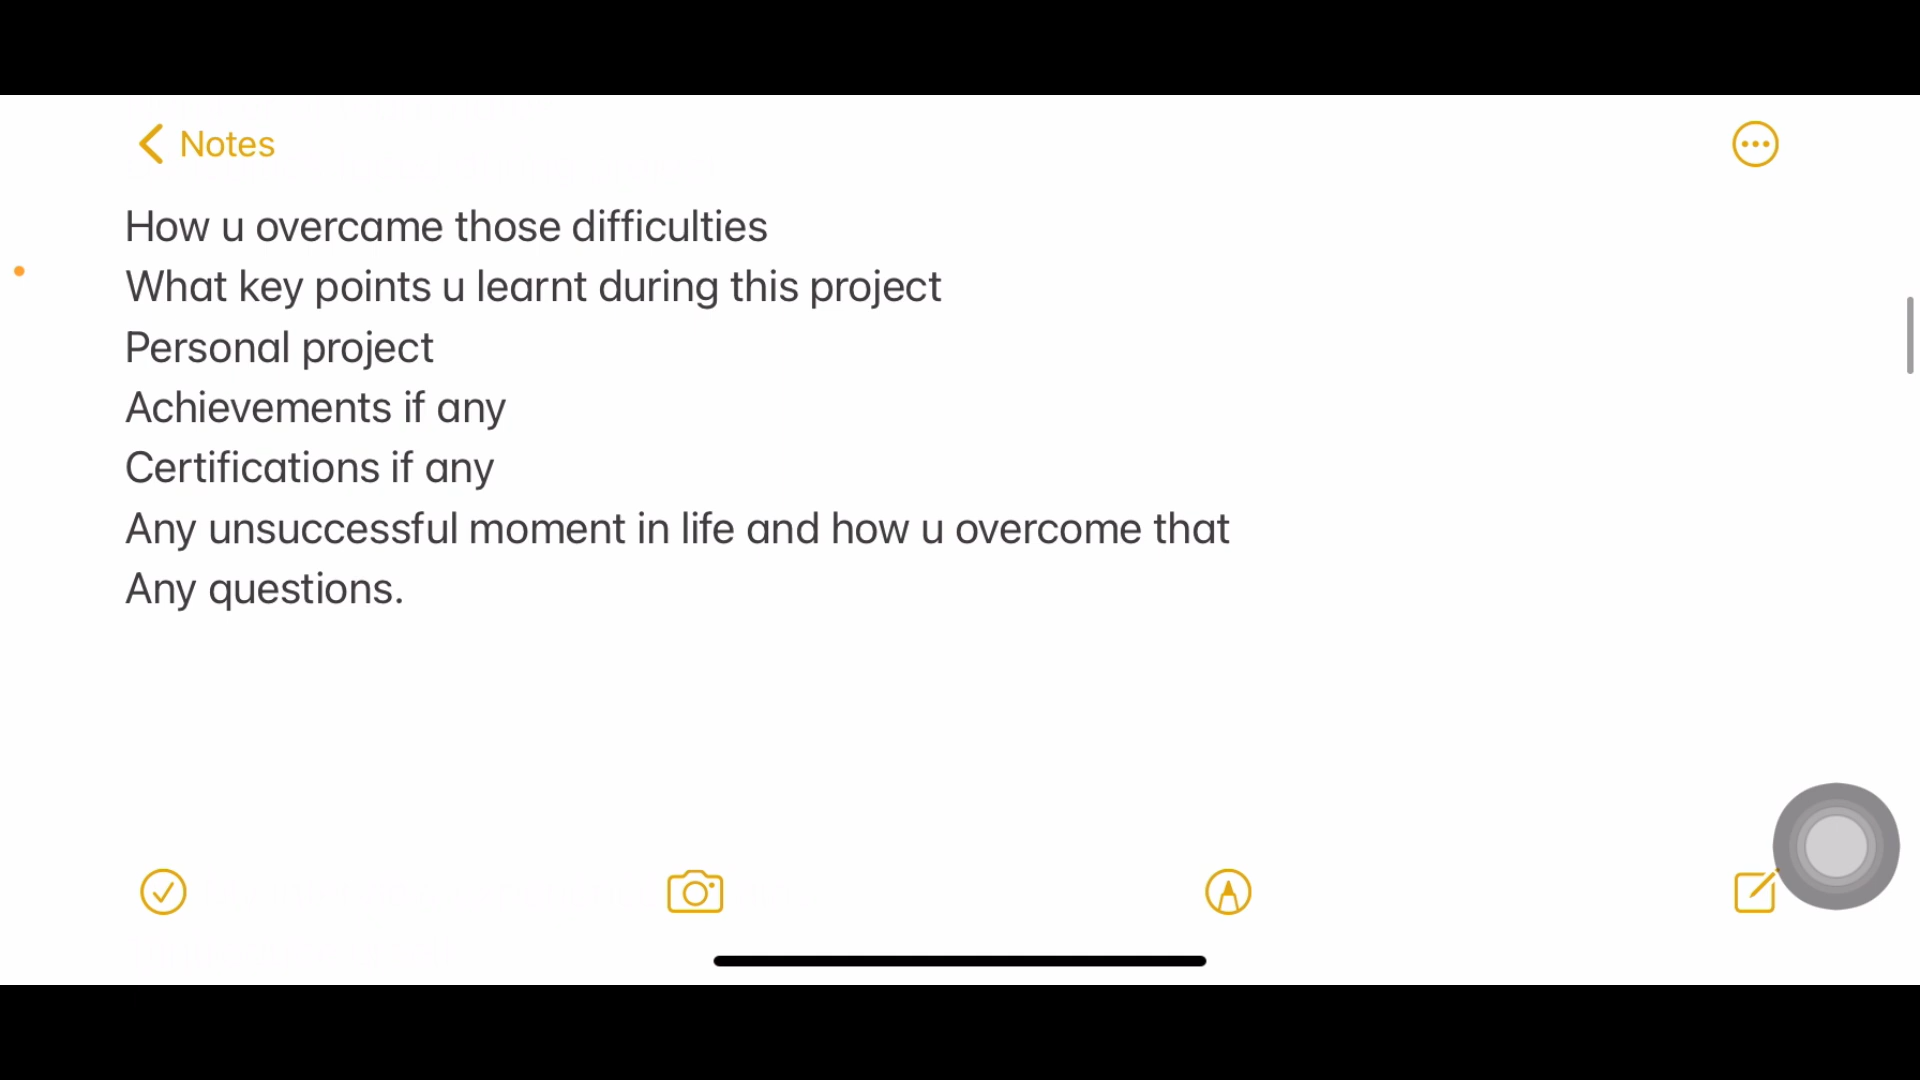 Notes
How u overcame those difficulties
What key points u learnt during this project
Personal project
Achievements if any
Certifications if any
Any unsuccessful moment in life and how u overcome that
Any questions.